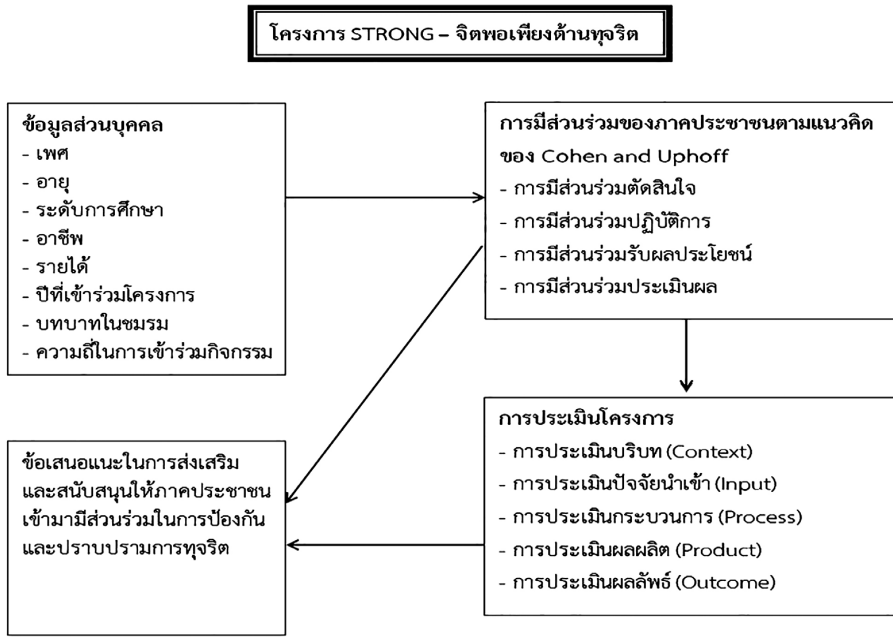 โครงการ STRONG – จิตพอเพียงต้านทุจริต
ข้อมูลส่วนบุคคล
- เพศ
- อายุ
- ระดับการศึกษา
- อาชีพ
- รายได้
- ปีที่เข้าร่วมโครงการ
- บทบาทในชมรม
- ความถี่ในการเข้าร่วมกิจกรรม
การมีส่วนร่วมของภาคประชาชนตามแนวคิด
ของ Cohen and Uphoff
- การมีส่วนร่วมตัดสินใจ
- การมีส่วนร่วมปฏิบัติการ
- การมีส่วนร่วมรับผลประโยชน์
- การมีส่วนร่วมประเมินผล
ข้อเสนอแนะในการส่งเสริม
และสนับสนุนให้ภาคประชาชน
เข้ามามีส่วนร่วมในการป้องกัน
และปราบปรามการทุจริต
การประเมินโครงการ
- การประเมินบริบท (Context)
- การประเมินปัจจัยนำเข้า (Input)
- การประเมินกระบวนการ (Process)
- การประเมินผลผลิต (Product)
- การประเมินผลลัพธ์ (Outcome)